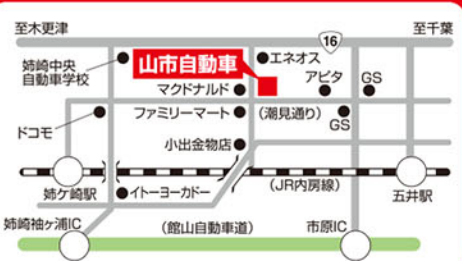 至木更津
至千葉
16
姉崎中央
自動車学校
エネオス
山市自動車
マクドナルド
アピタ
GS
ドコモ
ファミリーマート
(潮見通り)
GS
小出金物店
姉ケ崎駅
イトーヨーカドー
(JR内房線)
五井駅
姉崎袖ヶ浦IC
(館山自動車道)
市原IC